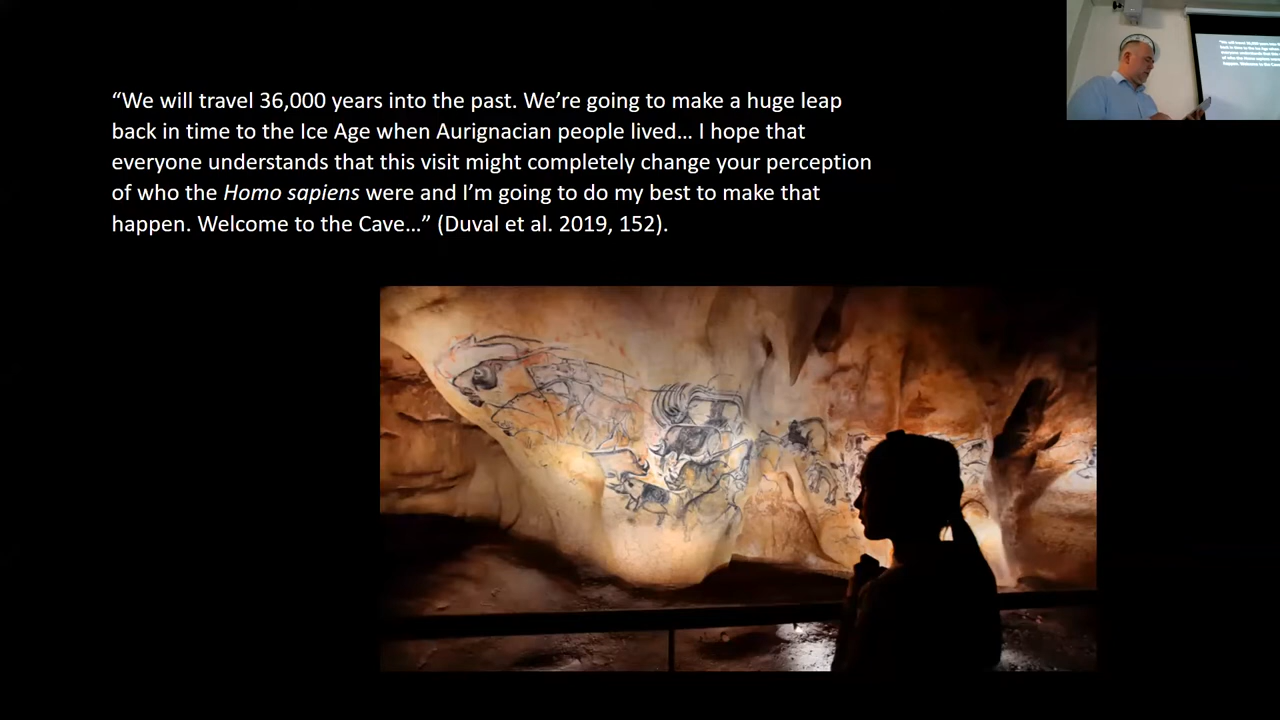 “We will travel 36,000 years into the past. We’re going to make a huge leap
back in time to the Ice Age when Aurignacian people lived… I hope that
everyone understands that this visit might completely change your perception
of who the Homo sapiens were and I’m going to do my best to make that
happen. Welcome to the Cave…” (Duval et al. 2019, 152).